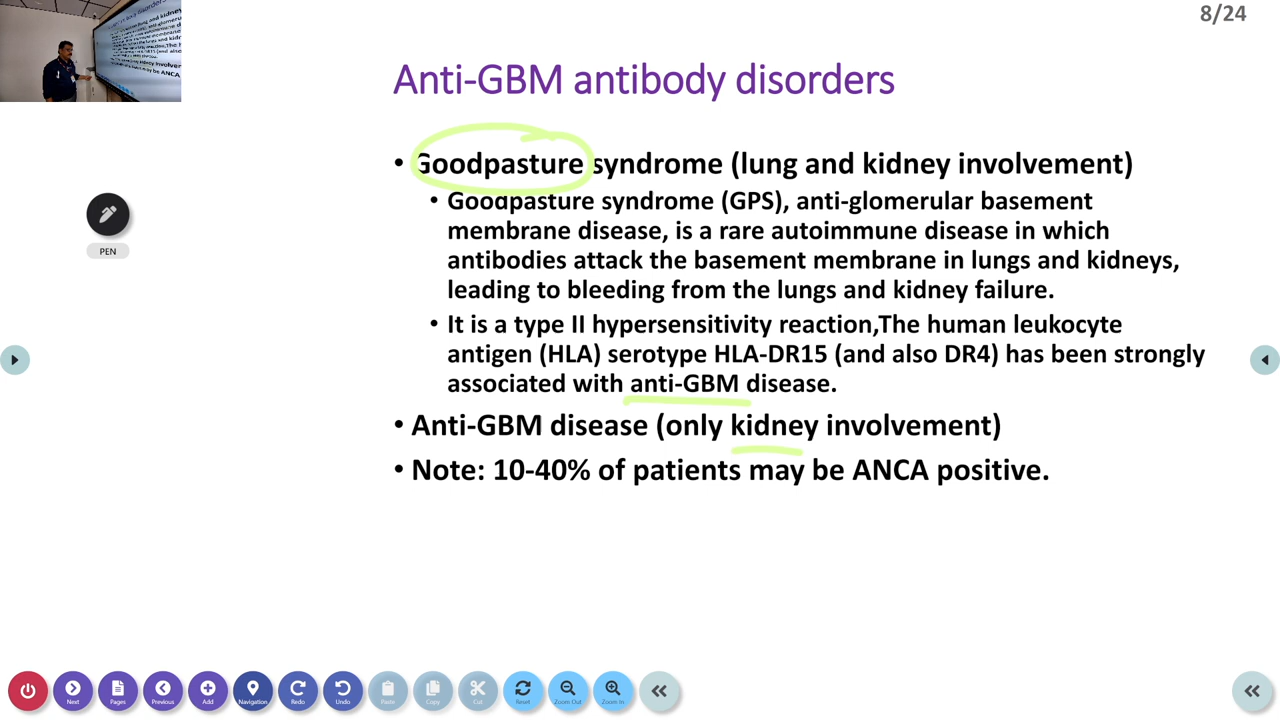 8/24
Anti-GBM antibody disorders
• Goodpasture syndrome (lung and kidney involvement)
• Goodpasture syndrome (GPS), anti-glomerular basement
membrane disease, is a rare autoimmune disease in which
antibodies attack the basement membrane in lungs and kidneys,
leading to bleeding from the lungs and kidney failure.
• It is a type II hypersensitivity reaction,The human leukocyte
antigen (HLA) serotype HLA-DR15 (and also DR4) has been strongly
associated with anti-GBM disease.
• Anti-GBM disease (only kidney involvement)
• Note: 10-40% of patients may be ANCA positive.
PEN
Next
Pages
Previous
Add
Navigation
Redo
Undo
Paste
Copy
Cut
Reset
Zoom Out
Zoom In